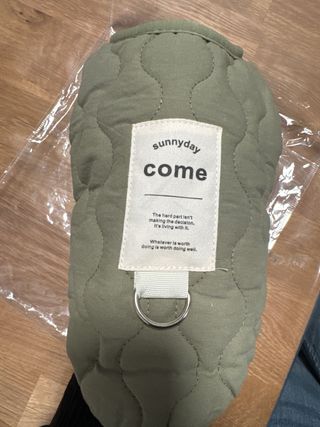 sunnyday
come
The hard part isn't
making the decision.
It's living with it.
Whatever is worth
doing is worth doing well.